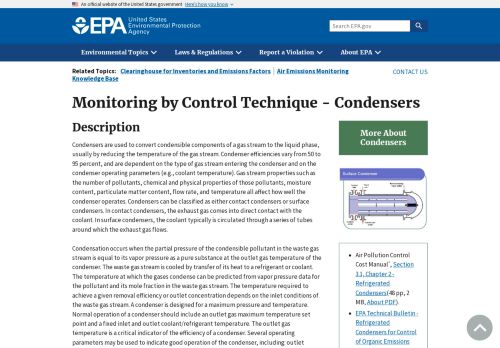 An official website of the United States government Here's how you know
EPA United States
Environmental Protection
Agency
Search EPA.gov
Environmental Topics Laws & Regulations Report a Violation About EPA
Related Topics: Clearinghouse for Inventories and Emissions Factors | Air Emissions Monitoring
Knowledge Base
CONTACT US
Monitoring by Control Technique - Condensers
Description
Condensers are used to convert condensible components of a gas stream to the liquid phase,
usually by reducing the temperature of the gas stream. Condenser efficiencies vary from 50 to
95 percent, and are dependent on the type of gas stream entering the condenser and on the
condenser operating parameters (e.g., coolant temperature). Gas stream properties such as
the number of pollutants, chemical and physical properties of those pollutants, moisture
content, particulate matter content, flow rate, and temperature all affect how well the
condenser operates. Condensers can be classified as either contact condensers or surface
condensers. In contact condensers, the exhaust gas comes into direct contact with the
coolant. In surface condensers, the coolant typically is circulated through a series of tubes
around which the exhaust gas flows.
Condensation occurs when the partial pressure of the condensible pollutant in the waste gas
stream is equal to its vapor pressure as a pure substance at the outlet gas temperature of the
condenser. The waste gas stream is cooled by transfer of its heat to a refrigerant or coolant.
The temperature at which the gases condense can be predicted from vapor pressure data for
the pollutant and its mole fraction in the waste gas stream. The temperature required to
achieve a given removal efficiency or outlet concentration depends on the inlet conditions of
the waste gas stream. A condenser is designed for a maximum pressure and temperature.
Normal operation of a condenser should include an outlet gas maximum temperature set
point and a fixed inlet and outlet coolant/refrigerant temperature. The outlet gas
temperature is a critical indicator of the efficiency of a condenser. Several operating
parameters may be used to indicate good operation of the condenser, including: outlet
More About
Condensers
Surface Condenser
Air Pollution Control
Cost Manual", Section
3.1, Chapter 2 -
Refrigerated
Condensers(48 pp, 2
MB, About PDF).
EPA Technical Bulletin -
Refrigerated
Condensers for Control
of Organic Emissions